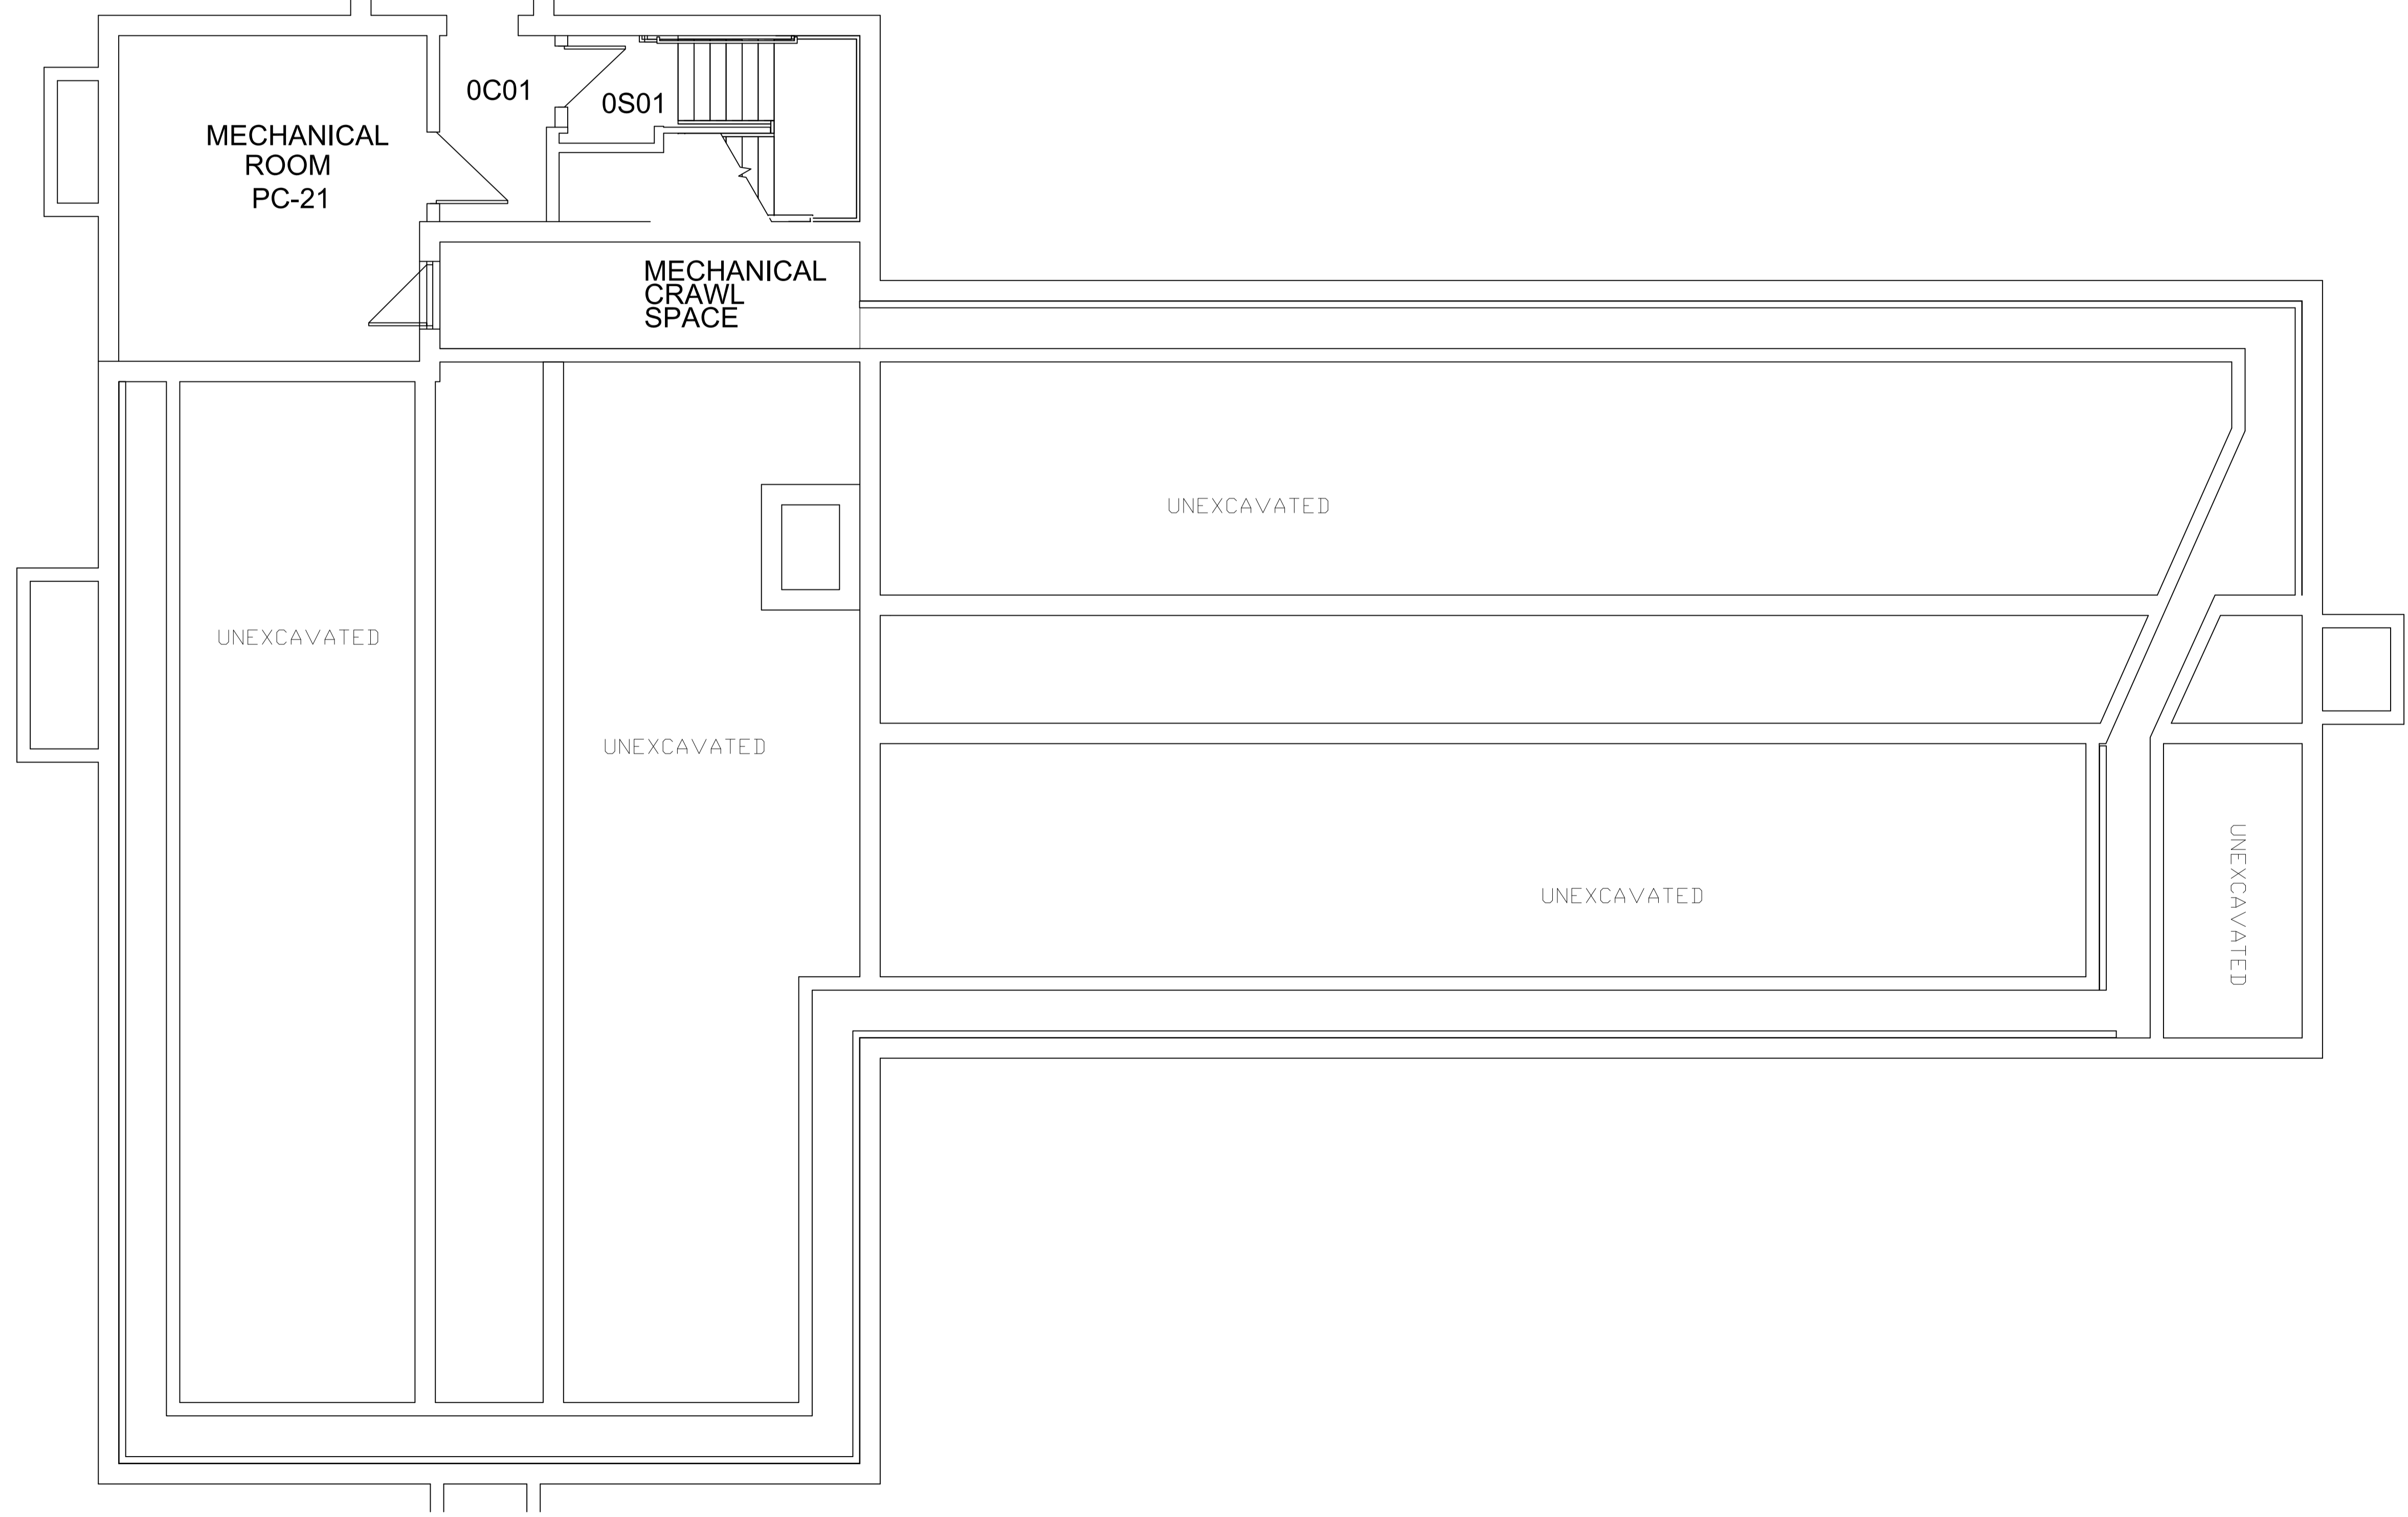 0C01
0S01
MECHANICAL
ROOM
PC-21
MECHANICAL
CRAWL
SPACE
UNEXCAVATED
UNEXCAVATED
UNEXCAVATED
UNEXCAVATED
UNEXCAVATED